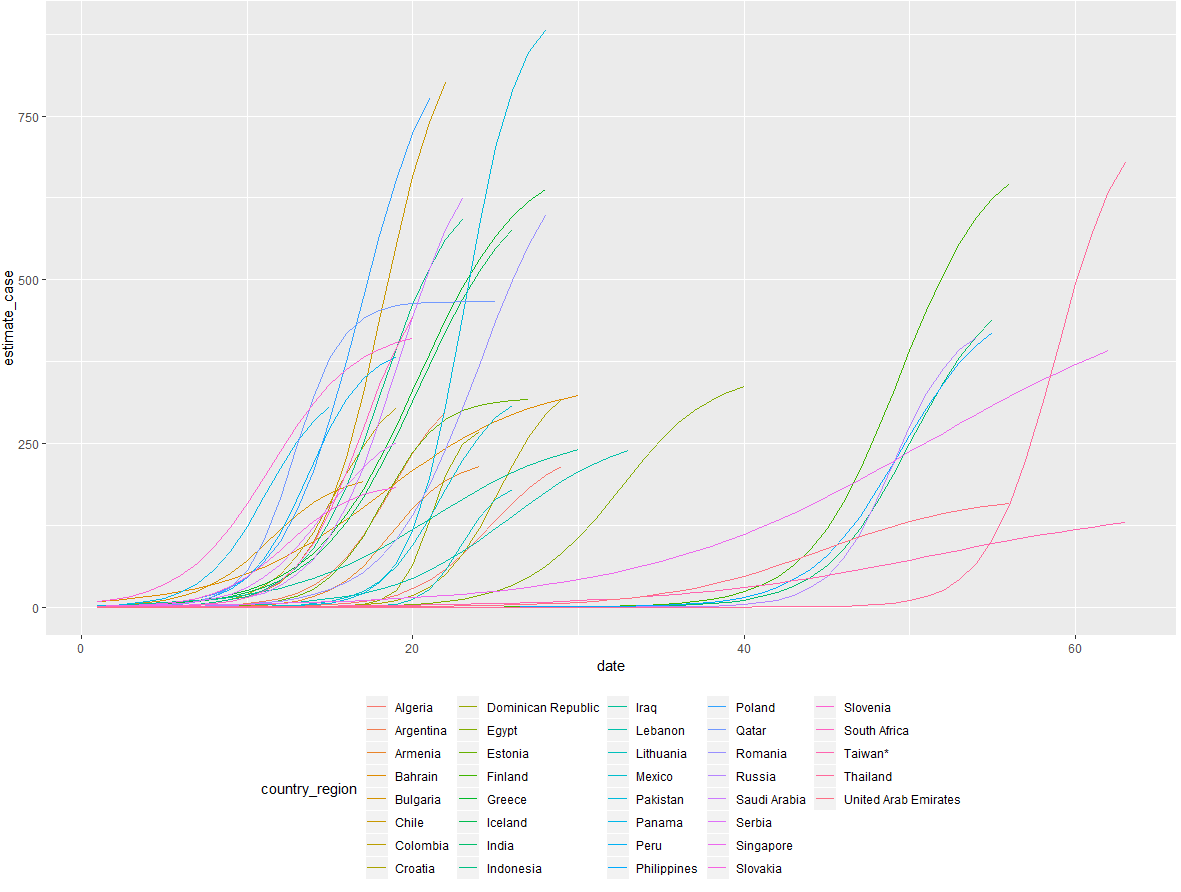 750
500
250
0
estimate_case
0 20 40 60
date
country_region
Algeria Dominican Republic Iraq Poland Slovenia
Argentina Egypt Lebanon Qatar South Africa
Armenia Estonia Lithuania Romania Taiwan*
Bahrain Finland Mexico Russia Thailand
Bulgaria Greece Pakistan Saudi Arabia United Arab Emirates
Chile Iceland Panama Serbia
Colombia India Peru Singapore
Croatia Indonesia Philippines Slovakia